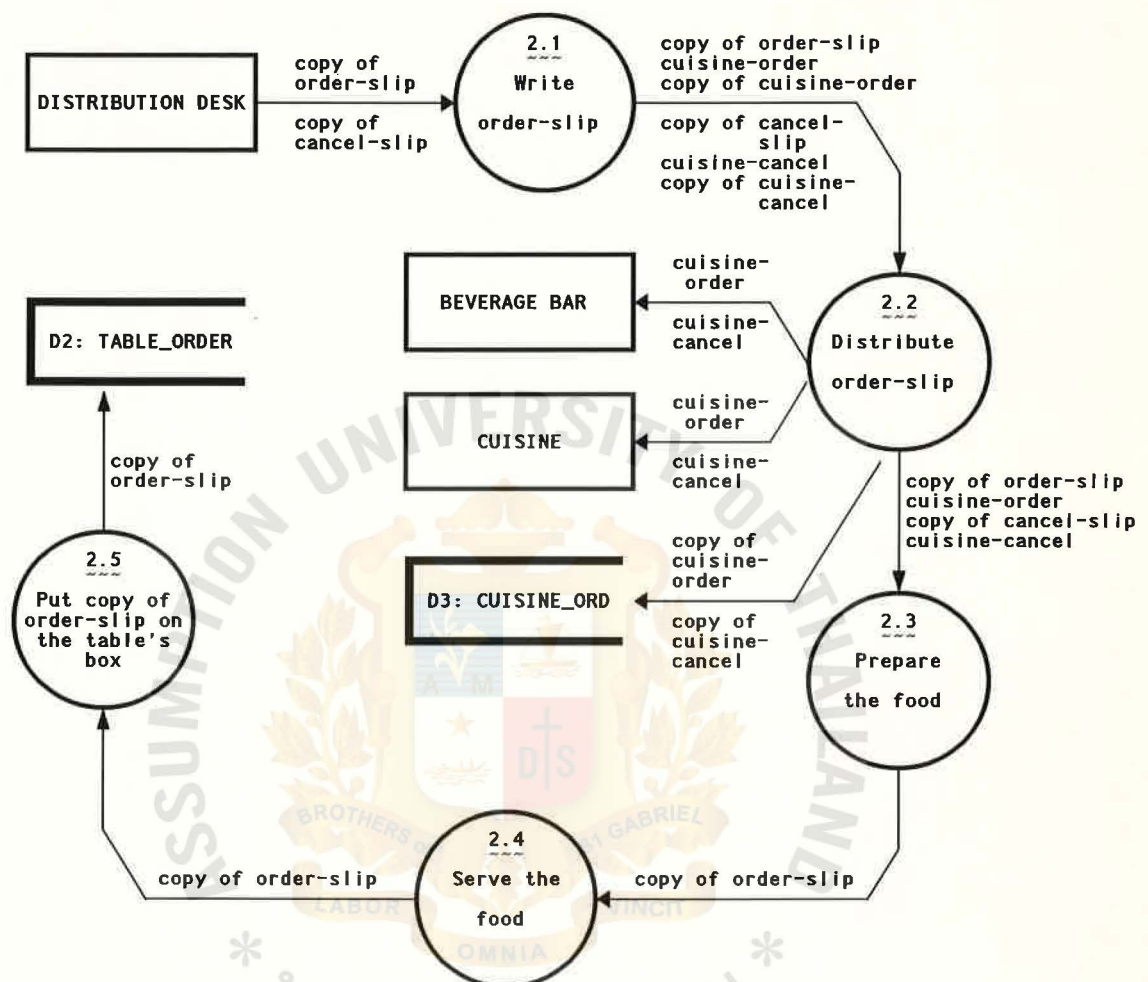 DISTRIBUTION DESK
copy of
order-slip
copy of
cancel-slip
2.1
Write
order-slip
copy of order-slip
cuisine-order
copy of cuisine-order
copy of cancel-
slip
cuisine-cancel
copy of cuisine-
cancel
BEVERAGE BAR
cuisine-
order
cuisine-
cancel
2.2
Distribute
order-slip
D2: TABLE_ORDER
CUISINE
cuisine-
order
cuisine-
cancel
copy of
order-slip
copy of order-slip
cuisine-order
copy of cancel-slip
cuisine-cancel
2.5
Put copy of
order-slip on
the table's
box
D3: CUISINE_ORD
copy of
cuisine-
order
copy of
cuisine-
cancel
2.3
Prepare
the food
2.4
Serve the
food
copy of order-slip
copy of order-slip
ASSUMPTION UNIVERSITY OF THAILAND
A M
D S
BROTHERS of GABRIEL
LABOR
VINCIT
OMNIA